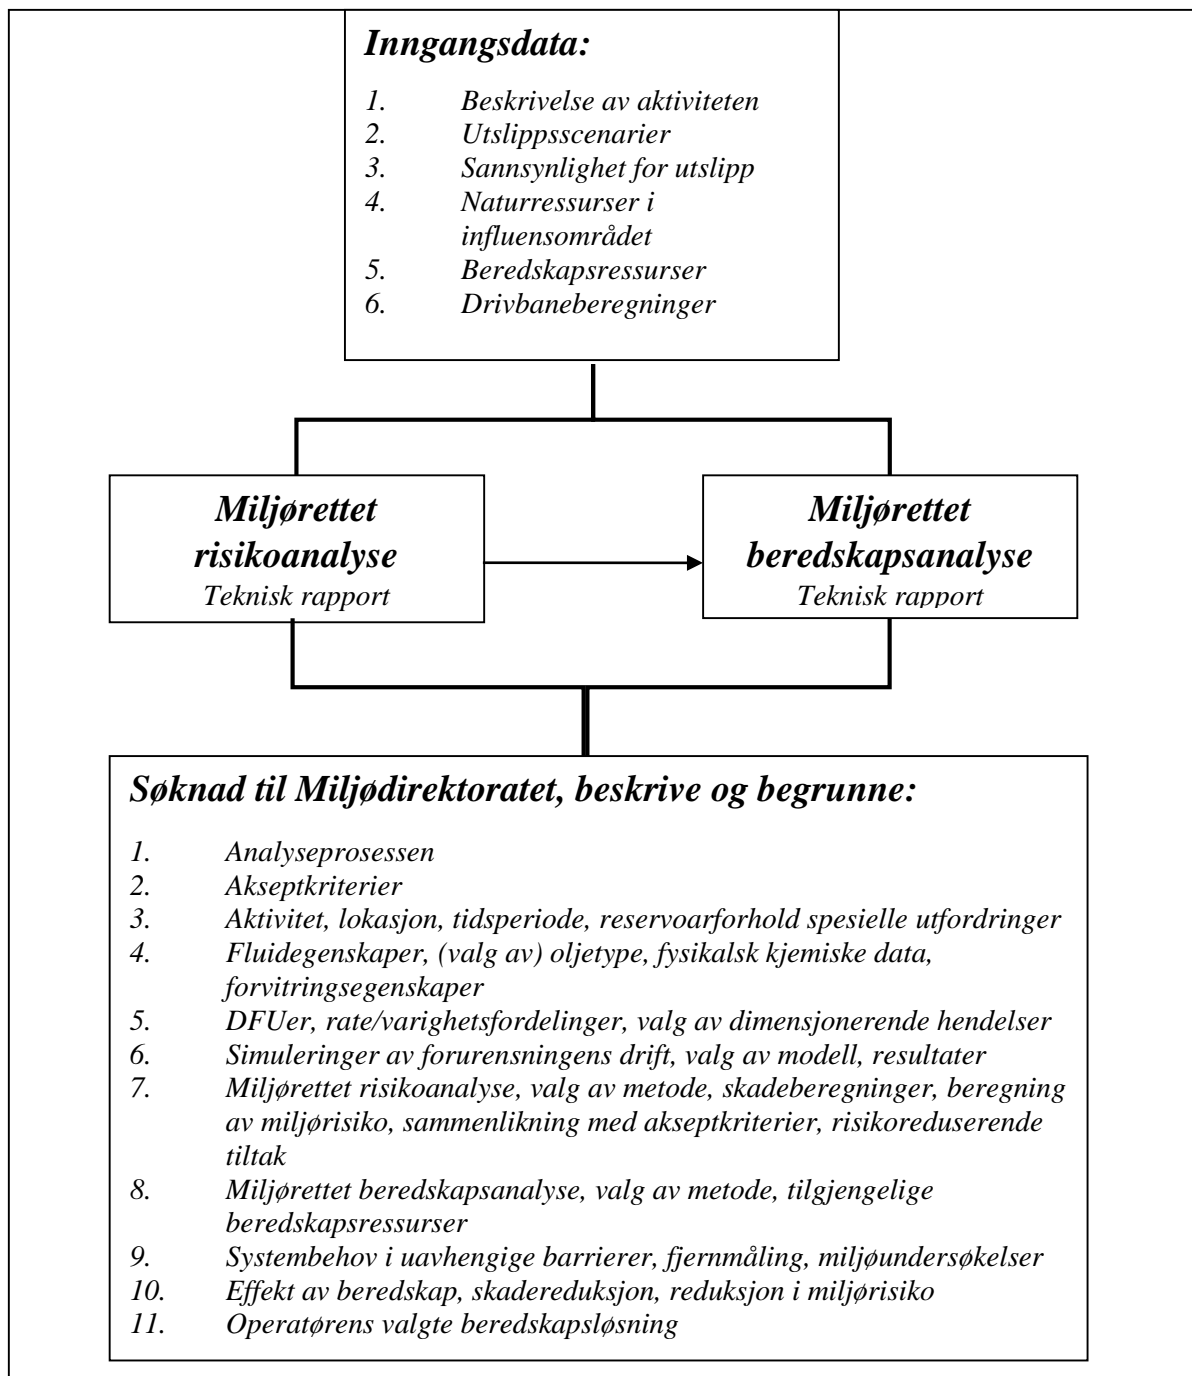 Inngangsdata:
1. Beskrivelse av aktiviteten
2. Utslippsscenarier
3. Sannsynlighet for utslipp
4. Naturressurser i
influensområdet
5. Beredskapsressurser
6. Drivbaneberegninger
Miljørettet
risikoanalyse
Teknisk rapport
Miljørettet
beredskapsanalyse
Teknisk rapport
Søknad til Miljødirektoratet, beskrive og begrunne:
1. Analyseprosessen
2. Akseptkriterier
3. Aktivitet, lokasjon, tidsperiode, reservoarforhold spesielle utfordringer
4. Fluidegenskaper, (valg av) oljetype, fysikalsk kjemiske data,
forvitringsegenskaper
5. DFUer, rate/varighetsfordelinger, valg av dimensjonerende hendelser
6. Simuleringer av forurensningens drift, valg av modell, resultater
7. Miljørettet risikoanalyse, valg av metode, skadeberegninger, beregning
av miljørisiko, sammenlikning med akseptkriterier, risikoreduserende
tiltak
8. Miljørettet beredskapsanalyse, valg av metode, tilgjengelige
beredskapsressurser
9. Systembehov i uavhengige barrierer, fjernmåling, miljøundersøkelser
10. Effekt av beredskap, skadereduksjon, reduksjon i miljørisiko
11. Operatørens valgte beredskapsløsning